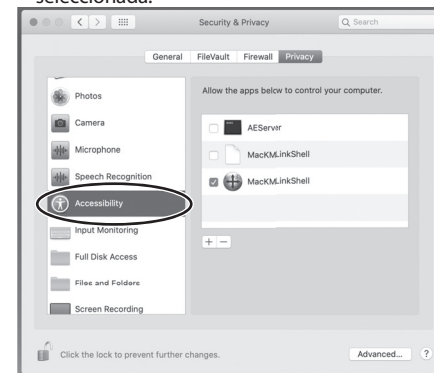 seleccionada.
Security & Privacy
Search
General FileVault Firewall Privacy
Photos
Camera
Microphone
Speech Recognition
Accessibility
Input Monitoring
Full Disk Access
Files and Folders
Screen Recording
Allow the apps below to control your computer.
AEServer
MacKMLinkShell
MacKMLinkShell
+ −
Click the lock to prevent further changes.
Advanced... ?